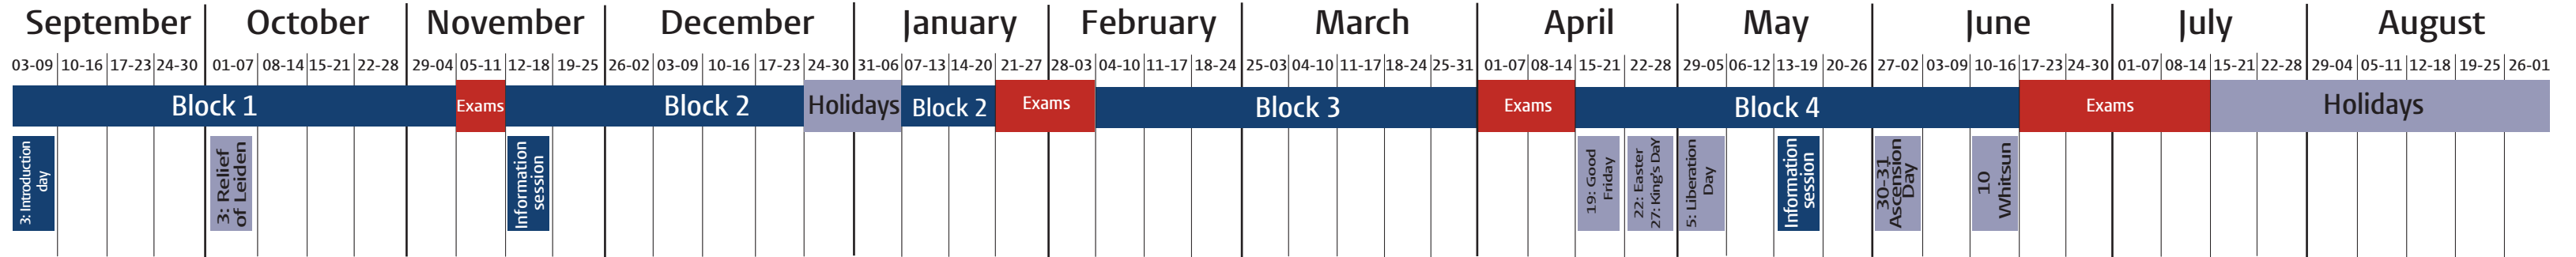 September October November December January February March April May June July August
03-09 10-16 17-23 24-30 01-07 08-14 15-21 22-28 29-04 05-11 12-18 19-25 26-02 03-09 10-16 17-23 24-30 31-06 07-13 14-20 21-27 28-03 04-10 11-17 18-24 25-03 04-10 11-17 18-24 25-31 01-07 08-14 15-21 22-28 29-05 06-12 13-19 20-26 27-02 03-09 10-16 17-23 24-30 01-07 08-14 15-21 22-28 29-04 05-11 12-18 19-25 26-01
Block 1 Exams Block 2 Holidays Block 2 Exams Block 3 Exams Block 4 Exams Holidays
3: Introduction
day
3: Relief
of Leiden
Information
session
19: Good
Friday
22: Easter
27: King's Day
5: Liberation
Day
Information
session
30-31
Ascension
Day
10
Whitsun